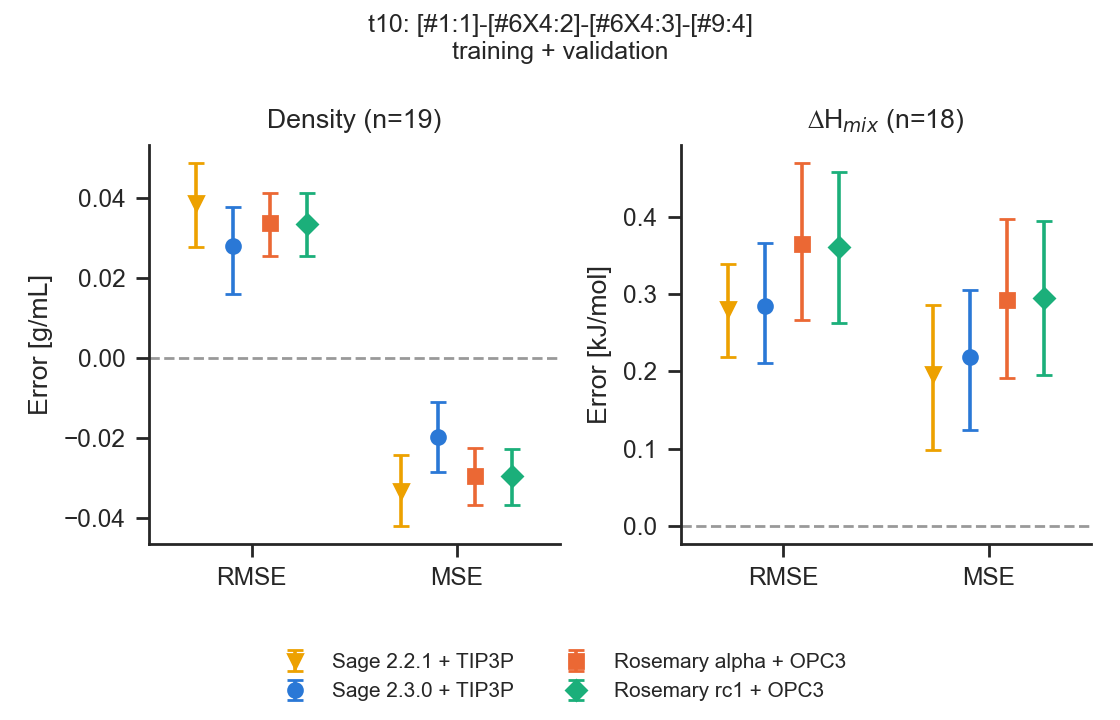 t10: [#1:1]-[#6X4:2]-[#6X4:3]-[#9:4]
training + validation
Density (n=19)
ΔH_mix (n=18)
Error [g/mL]
0.04
0.02
0.00
−0.02
−0.04
RMSE
MSE
Error [kJ/mol]
0.4
0.3
0.2
0.1
0.0
RMSE
MSE
Sage 2.2.1 + TIP3P
Sage 2.3.0 + TIP3P
Rosemary alpha + OPC3
Rosemary rc1 + OPC3